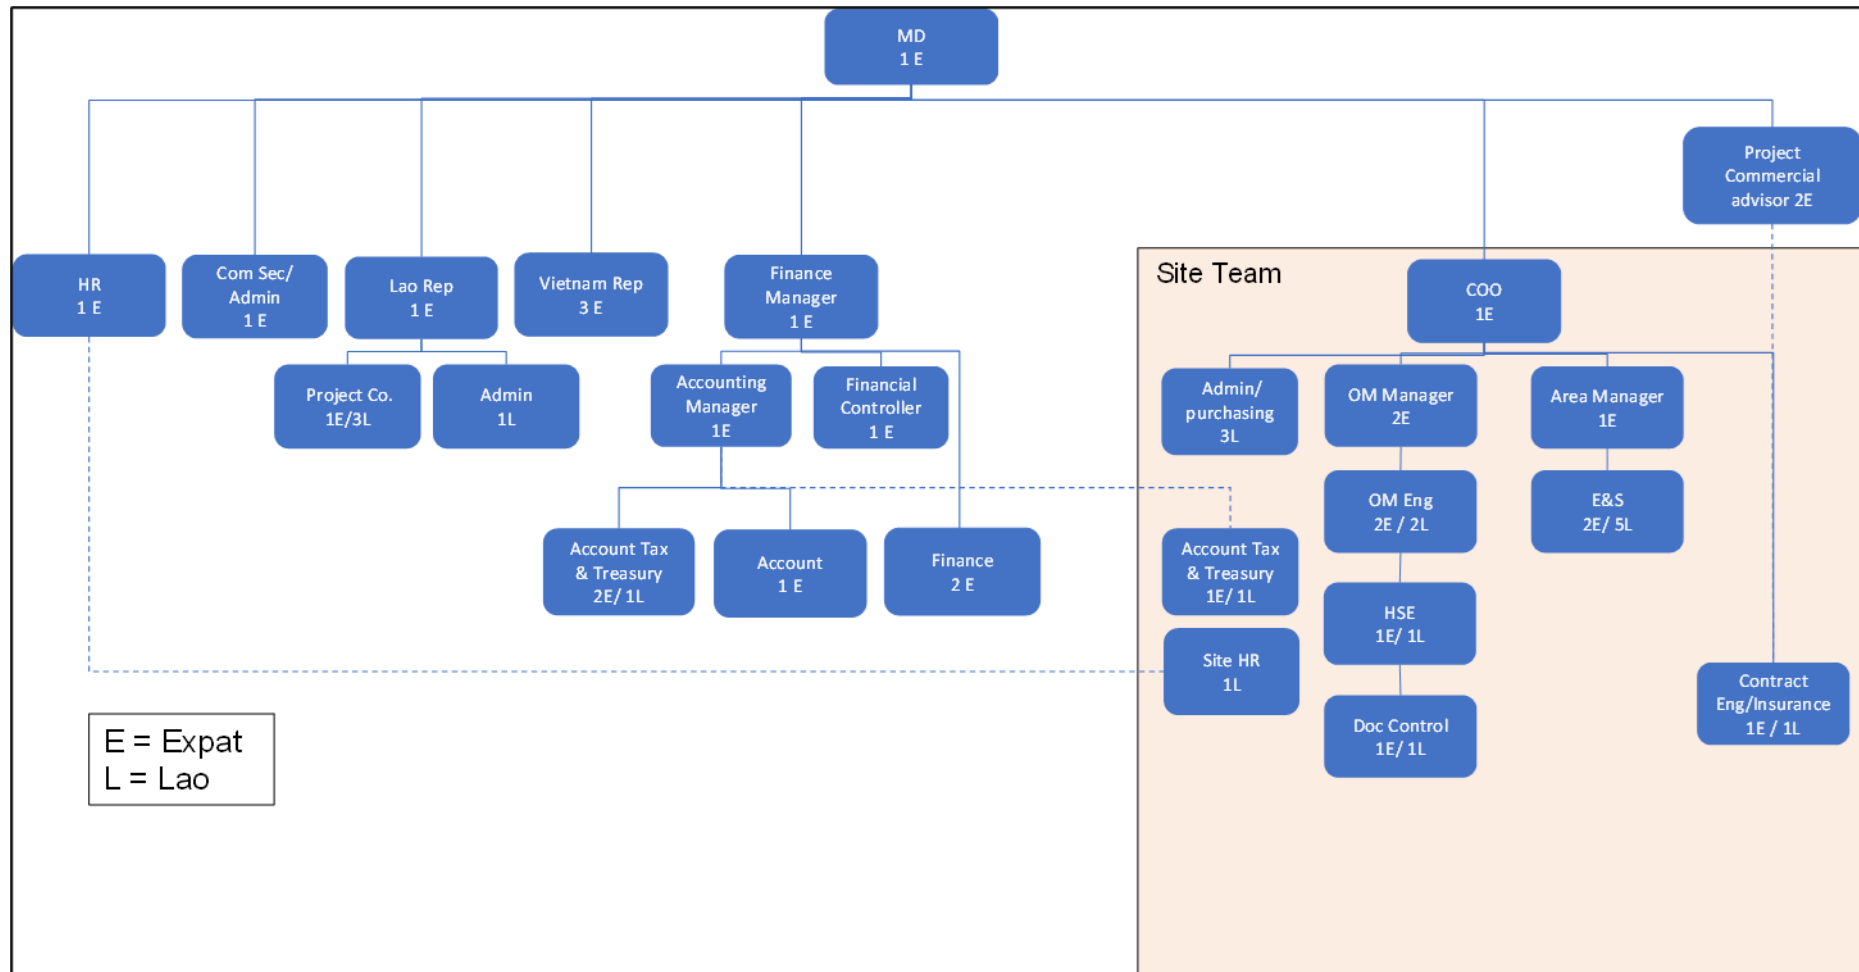 MD
1 E
Project
Commercial
advisor 2E
HR
1 E
Com Sec/
Admin
1 E
Lao Rep
1 E
Vietnam Rep
3 E
Finance
Manager
1 E
Site Team
COO
1E
Project Co.
1E/3L
Admin
1L
Accounting
Manager
1E
Financial
Controller
1 E
Admin/
purchasing
3L
OM Manager
2E
Area Manager
1E
OM Eng
2E / 2L
E&S
2E/ 5L
Account Tax
& Treasury
2E/ 1L
Account
1 E
Finance
2 E
Account Tax
& Treasury
1E/ 1L
HSE
1E/ 1L
Site HR
1L
Contract
Eng/Insurance
1E / 1L
Doc Control
1E/ 1L
E = Expat
L = Lao